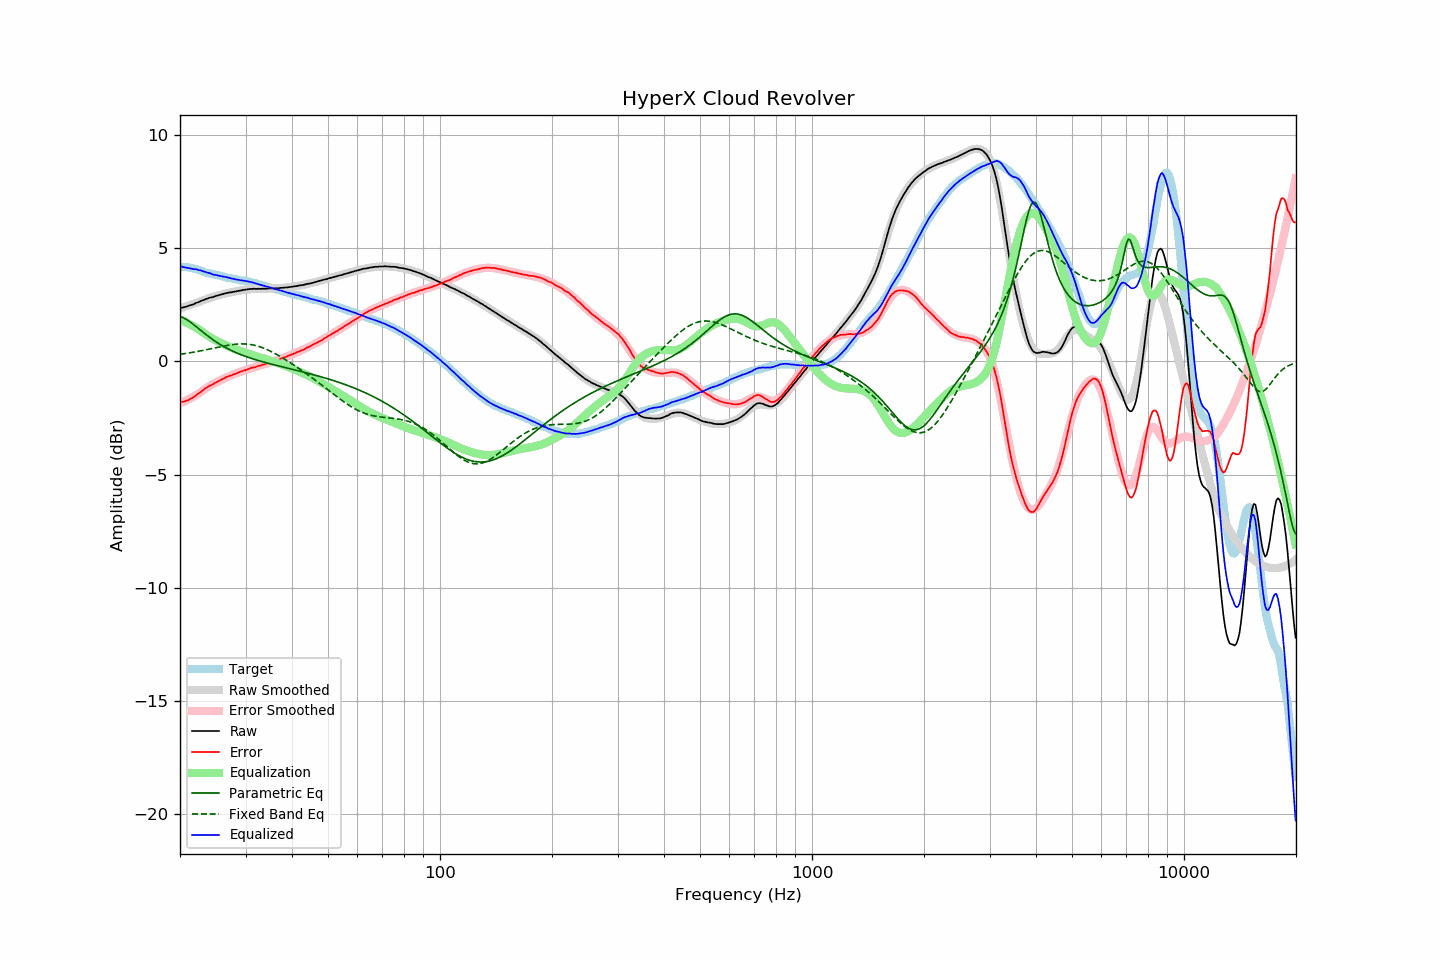 HyperX Cloud Revolver
10
5
0
−5
−10
−15
−20
Amplitude (dBr)
Target
Raw Smoothed
Error Smoothed
Raw
Error
Equalization
Parametric Eq
Fixed Band Eq
Equalized
100
1000
10000
Frequency (Hz)